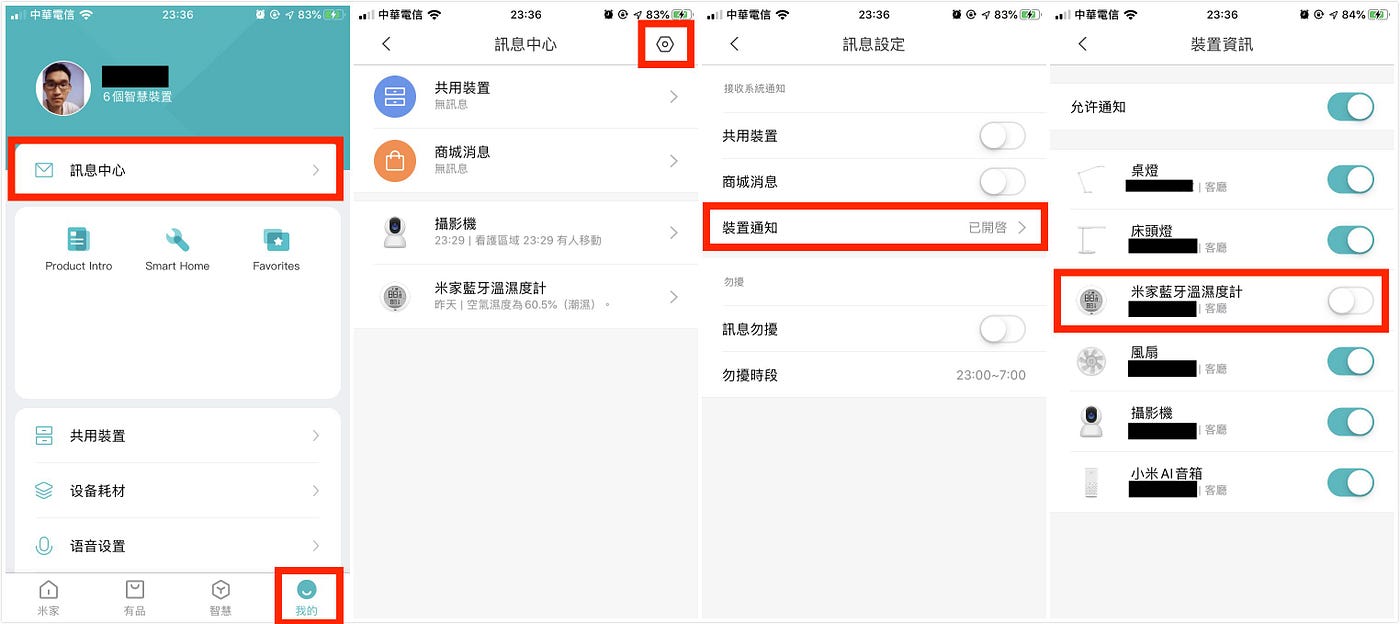 中華電信
23:36
83%
6個智慧裝置
訊息中心
Product Intro
Smart Home
Favorites
共用裝置
设备耗材
语音设置
米家
有品
智慧
我的
中華電信
23:36
83%
訊息中心
共用裝置
無訊息
商城消息
無訊息
攝影機
23:29 | 看護區域 23:29 有人移動
米家藍牙溫濕度計
昨天 | 空氣濕度為60.5%（潮濕）。
中華電信
23:36
83%
訊息設定
接收系統通知
共用裝置
商城消息
裝置通知 已開啓
勿擾
訊息勿擾
勿擾時段 23:00~7:00
中華電信
23:36
84%
裝置資訊
允许通知
桌燈
| 客廳
床頭燈
| 客廳
米家藍牙溫濕度計
| 客廳
風扇
| 客廳
攝影機
| 客廳
小米AI音箱
| 客廳